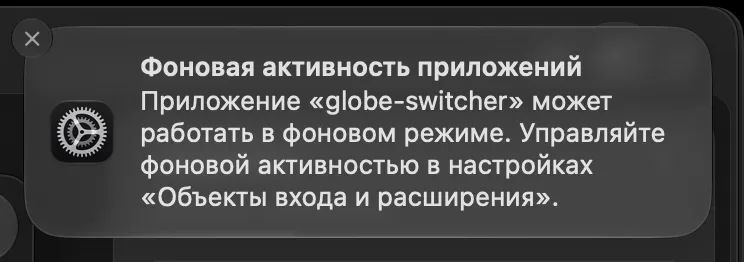 Фоновая активность приложений
Приложение «globe-switcher» может
работать в фоновом режиме. Управляйте
фоновой активностью в настройках
«Объекты входа и расширения».